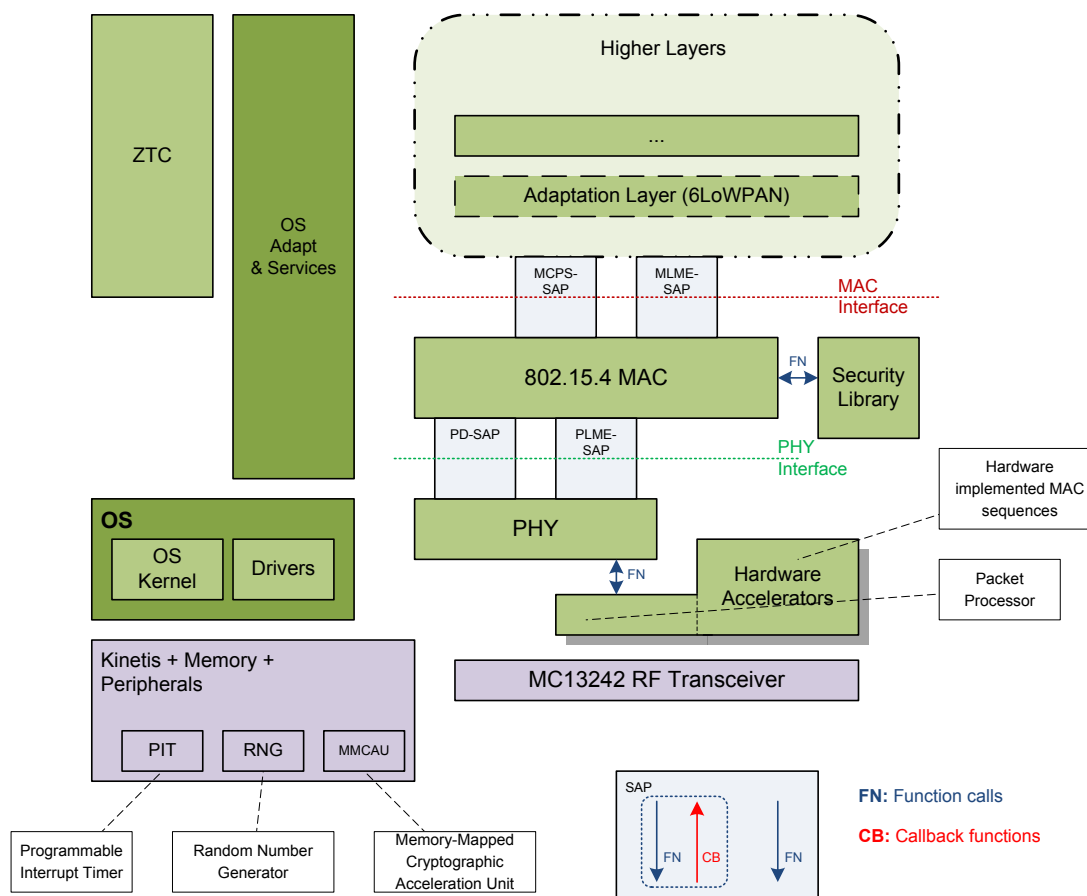 ZTC
OS
Adapt
& Services
Higher Layers
...
Adaptation Layer (6LoWPAN)
MCPS-
SAP
MLME-
SAP
MAC
Interface
802.15.4 MAC
FN
Security
Library
PD-SAP
PLME-
SAP
PHY
Interface
Hardware
implemented MAC
sequences
OS
OS
Kernel
Drivers
PHY
FN
Hardware
Accelerators
Packet
Processor
Kinetis + Memory +
Peripherals
PIT
RNG
MMCAU
MC13242 RF Transceiver
Programmable
Interrupt Timer
Random Number
Generator
Memory-Mapped
Cryptographic
Acceleration Unit
SAP
FN
CB
FN
FN: Function calls
CB: Callback functions